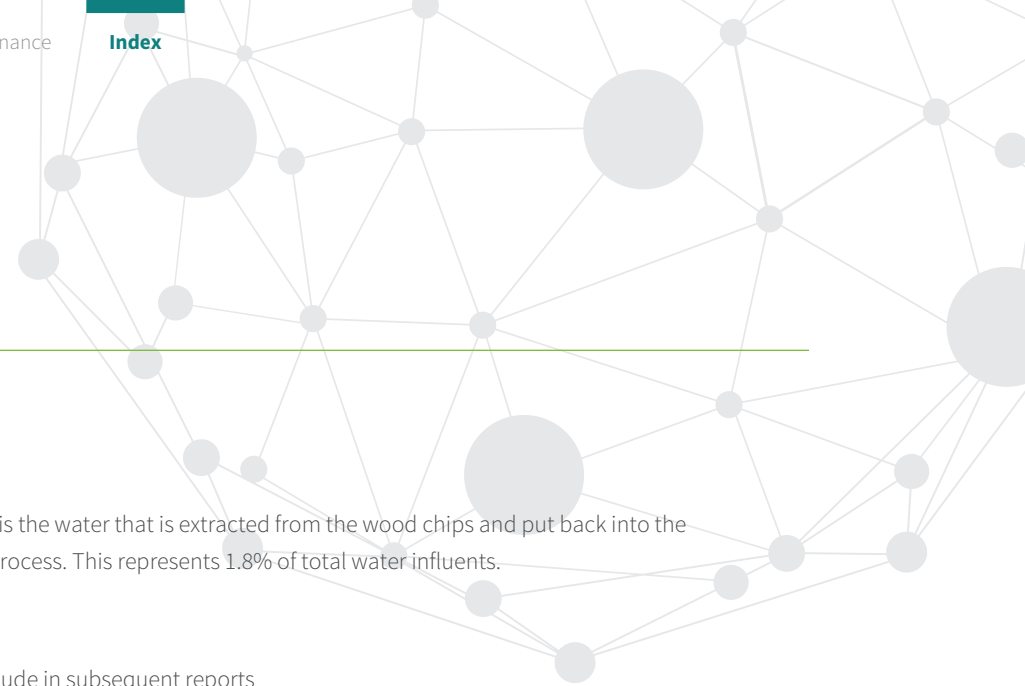 nance Index
is the water that is extracted from the wood chips and put back into the
rocess. This represents 1.8% of total water influents.
ude in subsequent reports